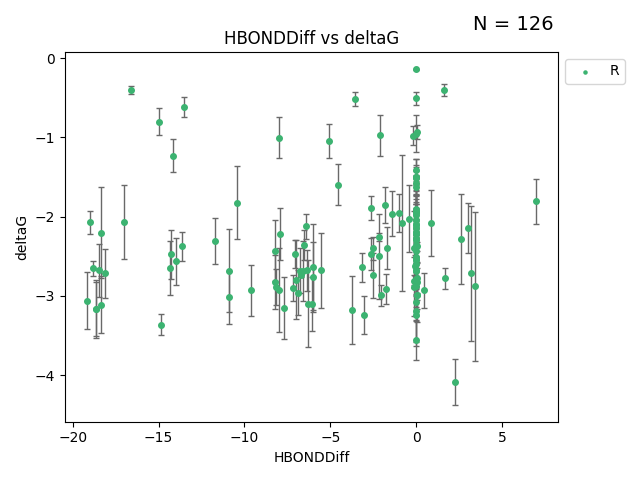 N = 126
HBONDDiff vs deltaG
R
deltaG
0
−1
−2
−3
−4
−20
−15
−10
−5
0
5
HBONDDiff